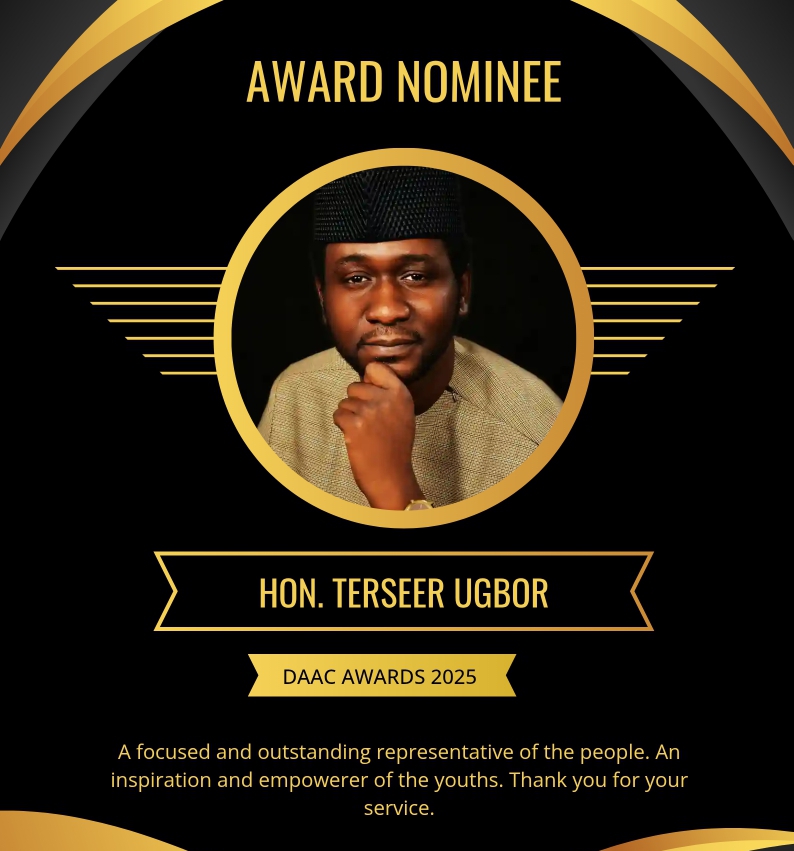 AWARD NOMINEE
HON. TERSEER UGBOR
DAAC AWARDS 2025
A focused and outstanding representative of the people. An
inspiration and empowerer of the youths. Thank you for your
service.